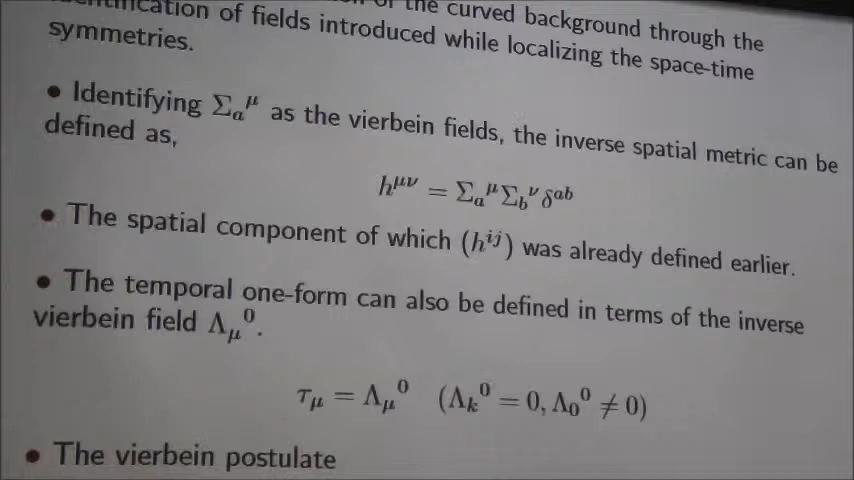 of the curved background through the
of fields introduced while localizing the space-time
symmetries.
• Identifying Σₐ^μ as the vierbein fields, the inverse spatial metric can be
defined as,
h^{μν} = Σₐ^μ Σ_b^ν δ^{ab}
• The spatial component of which (h^{ij}) was already defined earlier.
• The temporal one-form can also be defined in terms of the inverse
vierbein field Λ_μ^0.
τ_μ = Λ_μ^0 (Λ_k^0 = 0, Λ_0^0 ≠ 0)
• The vierbein postulate